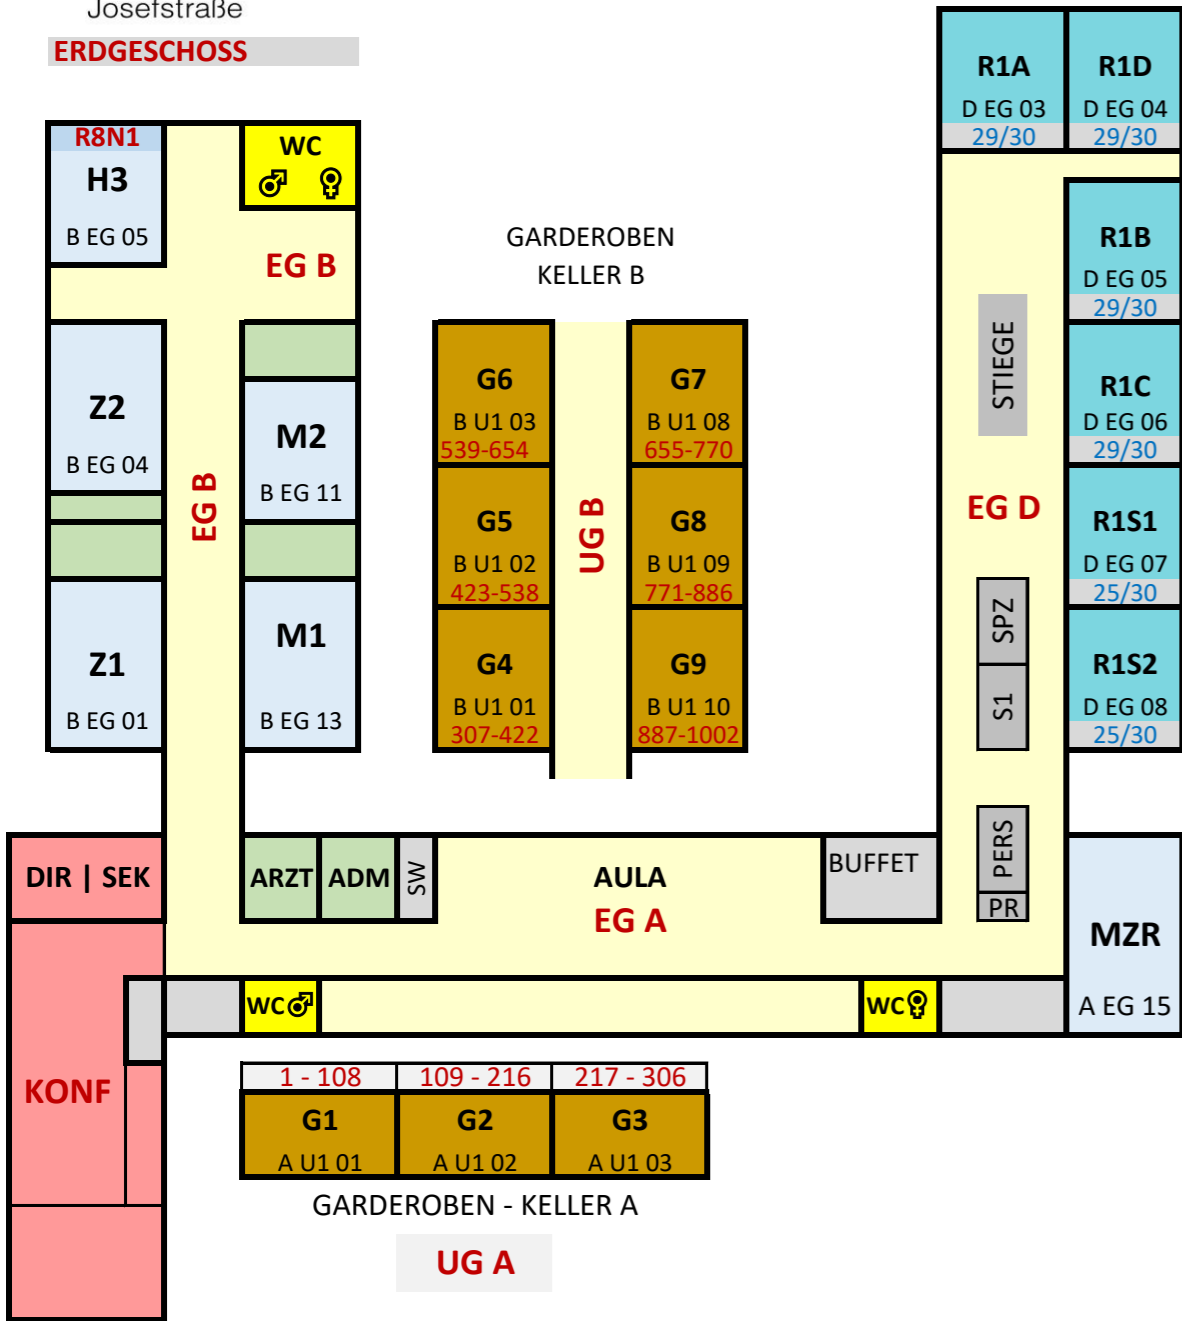 Josefstraße
ERDGESCHOSS
R1A
D EG 03
29/30
R1D
D EG 04
29/30
R8N1
H3
B EG 05
WC
EG B
GARDEROBEN
KELLER B
R1B
D EG 05
29/30
STIEGE
Z2
B EG 04
M2
B EG 11
EG B
G6
B U1 03
539-654
G7
B U1 08
655-770
R1C
D EG 06
29/30
G5
B U1 02
423-538
UG B
G8
B U1 09
771-886
EG D
R1S1
D EG 07
25/30
Z1
B EG 01
M1
B EG 13
G4
B U1 01
307-422
G9
B U1 10
887-1002
SPZ
S1
R1S2
D EG 08
25/30
DIR | SEK
ARZT
ADM
SW
AULA
EG A
BUFFET
PERS
PR
MZR
A EG 15
WC
WC
KONF
1 - 108
109 - 216
217 - 306
G1
A U1 01
G2
A U1 02
G3
A U1 03
GARDEROBEN - KELLER A
UG A